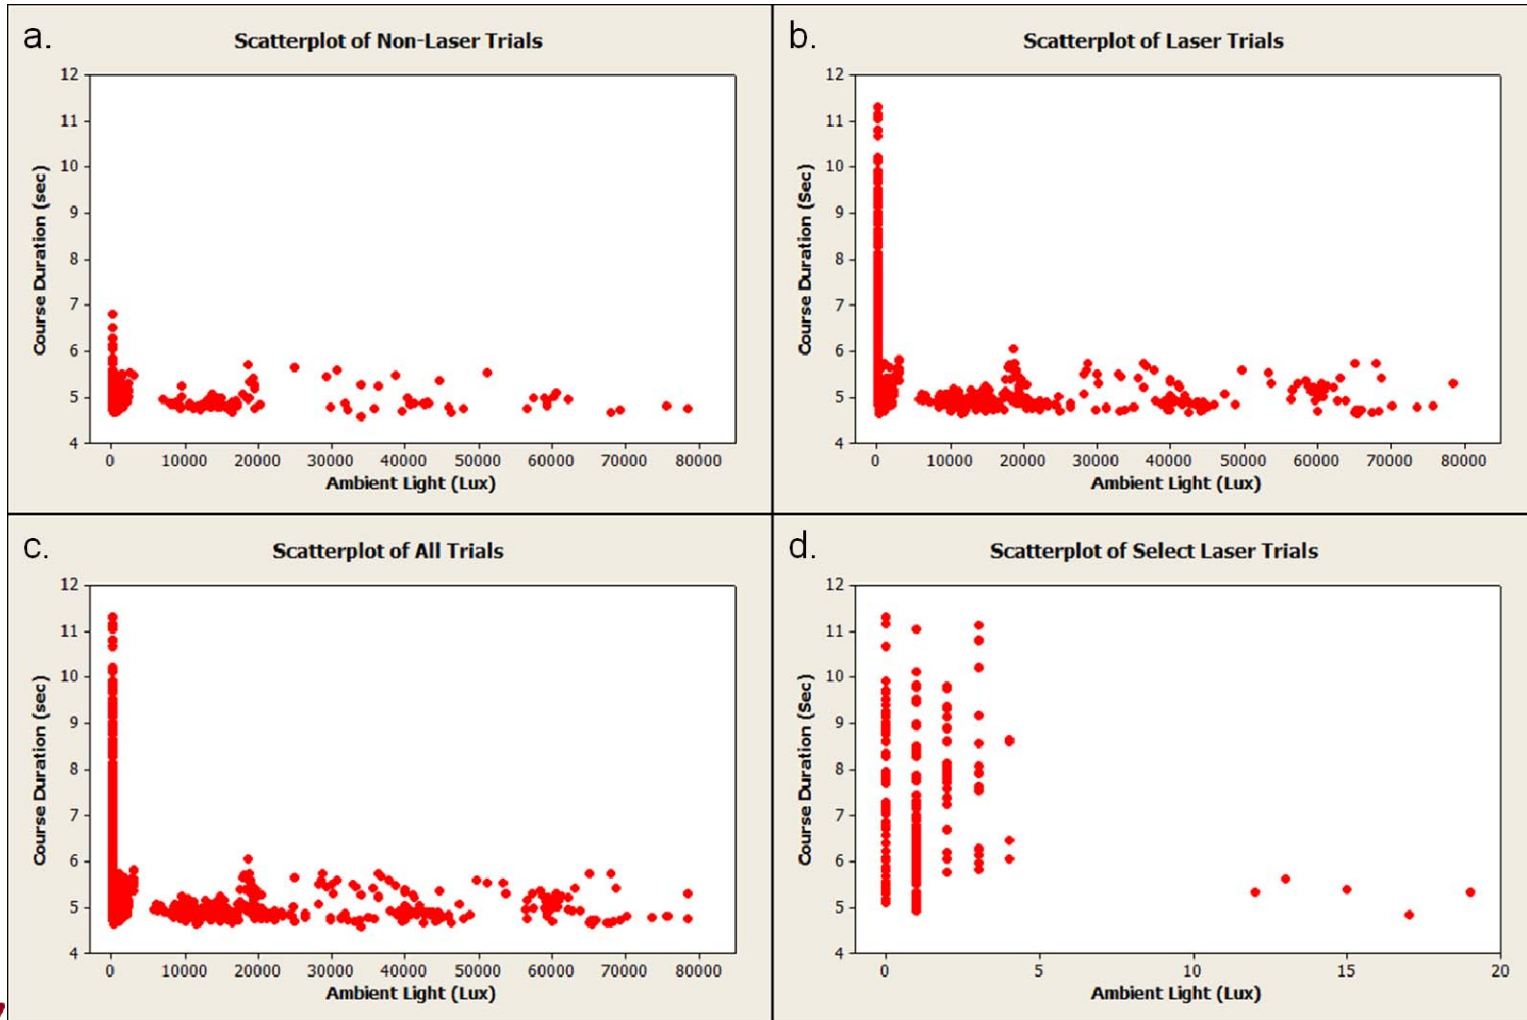 a.
Scatterplot of Non-Laser Trials
12
11
10
9
8
7
6
5
4
Course Duration (sec)
0 10000 20000 30000 40000 50000 60000 70000 80000
Ambient Light (Lux)
b.
Scatterplot of Laser Trials
12
11
10
9
8
7
6
5
4
Course Duration (Sec)
0 10000 20000 30000 40000 50000 60000 70000 80000
Ambient Light (Lux)
c.
Scatterplot of All Trials
12
11
10
9
8
7
6
5
4
Course Duration (sec)
0 10000 20000 30000 40000 50000 60000 70000 80000
Ambient Light (Lux)
d.
Scatterplot of Select Laser Trials
12
11
10
9
8
7
6
5
4
Course Duration (Sec)
0 5 10 15 20
Ambient Light (Lux)